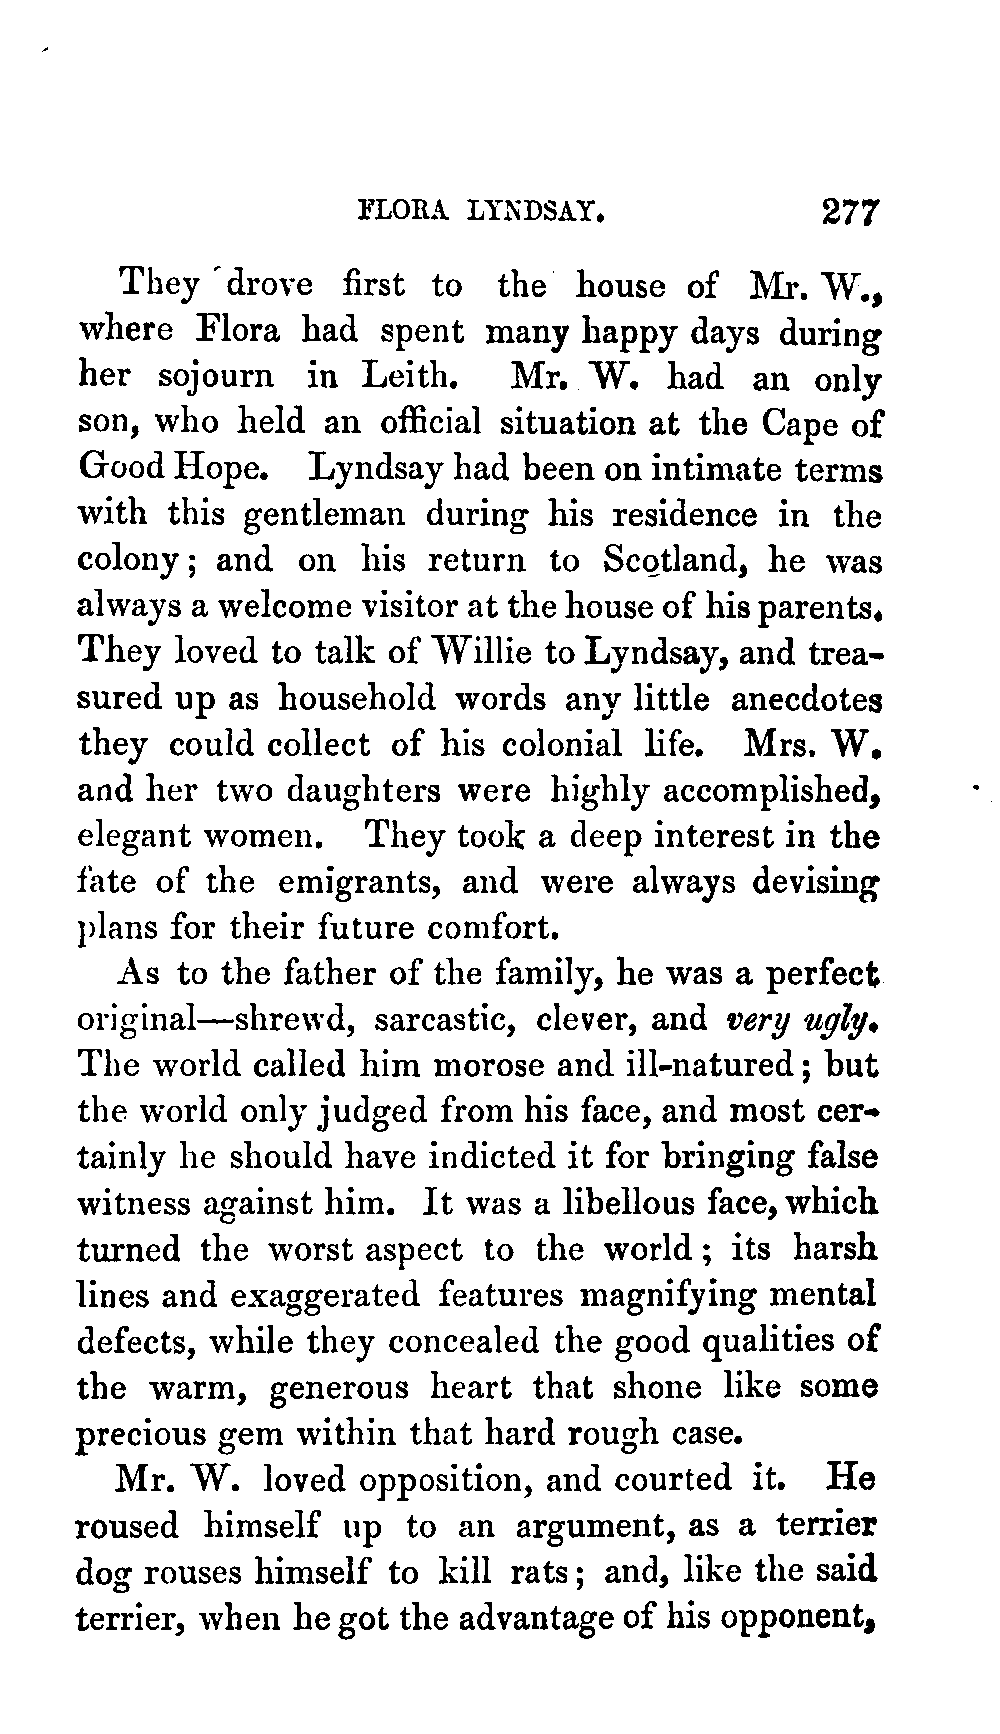 FLORA LYNDSAY. 277
They drove first to the house of Mr. W.,
where Flora had spent many happy days during
her sojourn in Leith. Mr. W. had an only
son, who held an official situation at the Cape of
Good Hope. Lyndsay had been on intimate terms
with this gentleman during his residence in the
colony; and on his return to Scotland, he was
always a welcome visitor at the house of his parents.
They loved to talk of Willie to Lyndsay, and trea-
sured up as household words any little anecdotes
they could collect of his colonial life. Mrs. W.
and her two daughters were highly accomplished,
elegant women. They took a deep interest in the
fate of the emigrants, and were always devising
plans for their future comfort.
As to the father of the family, he was a perfect
original—shrewd, sarcastic, clever, and very ugly.
The world called him morose and ill-natured; but
the world only judged from his face, and most cer-
tainly he should have indicted it for bringing false
witness against him. It was a libellous face, which
turned the worst aspect to the world; its harsh
lines and exaggerated features magnifying mental
defects, while they concealed the good qualities of
the warm, generous heart that shone like some
precious gem within that hard rough case.
Mr. W. loved opposition, and courted it. He
roused himself up to an argument, as a terrier
dog rouses himself to kill rats; and, like the said
terrier, when he got the advantage of his opponent,